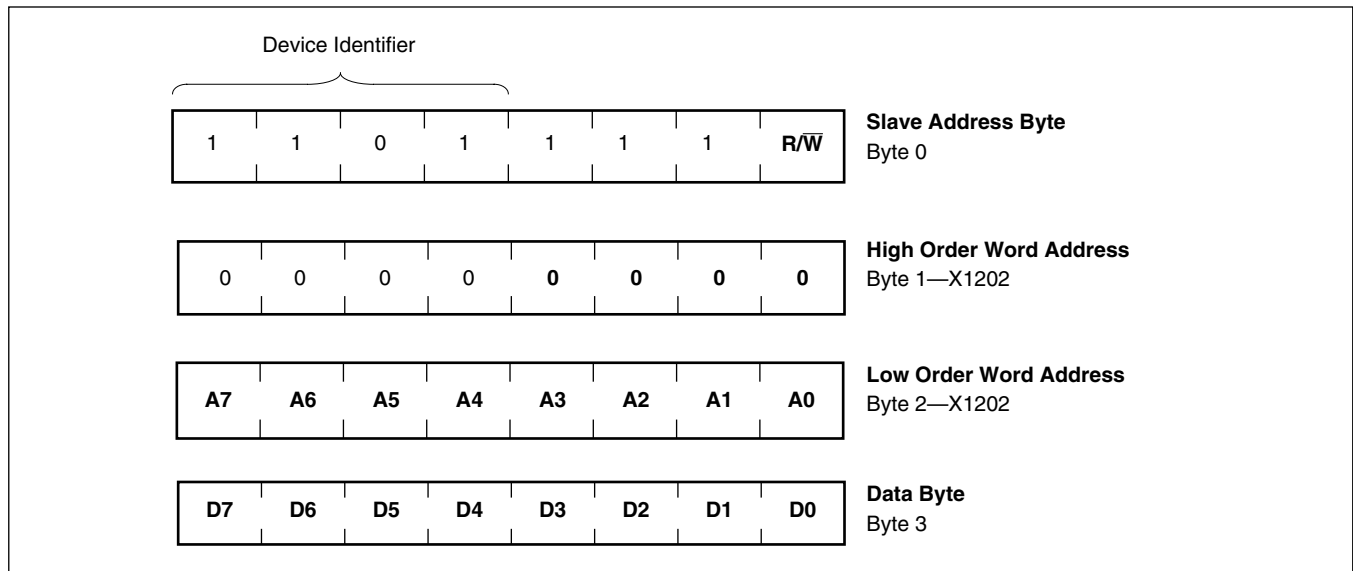 Device Identifier
1 1 0 1 1 1 1 R/W̅
Slave Address Byte
Byte 0
0 0 0 0 0 0 0 0
High Order Word Address
Byte 1—X1202
A7 A6 A5 A4 A3 A2 A1 A0
Low Order Word Address
Byte 2—X1202
D7 D6 D5 D4 D3 D2 D1 D0
Data Byte
Byte 3